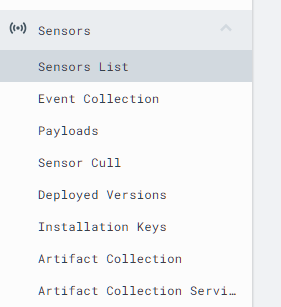 Sensors
Sensors List
Event Collection
Payloads
Sensor Cull
Deployed Versions
Installation Keys
Artifact Collection
Artifact Collection Servi…